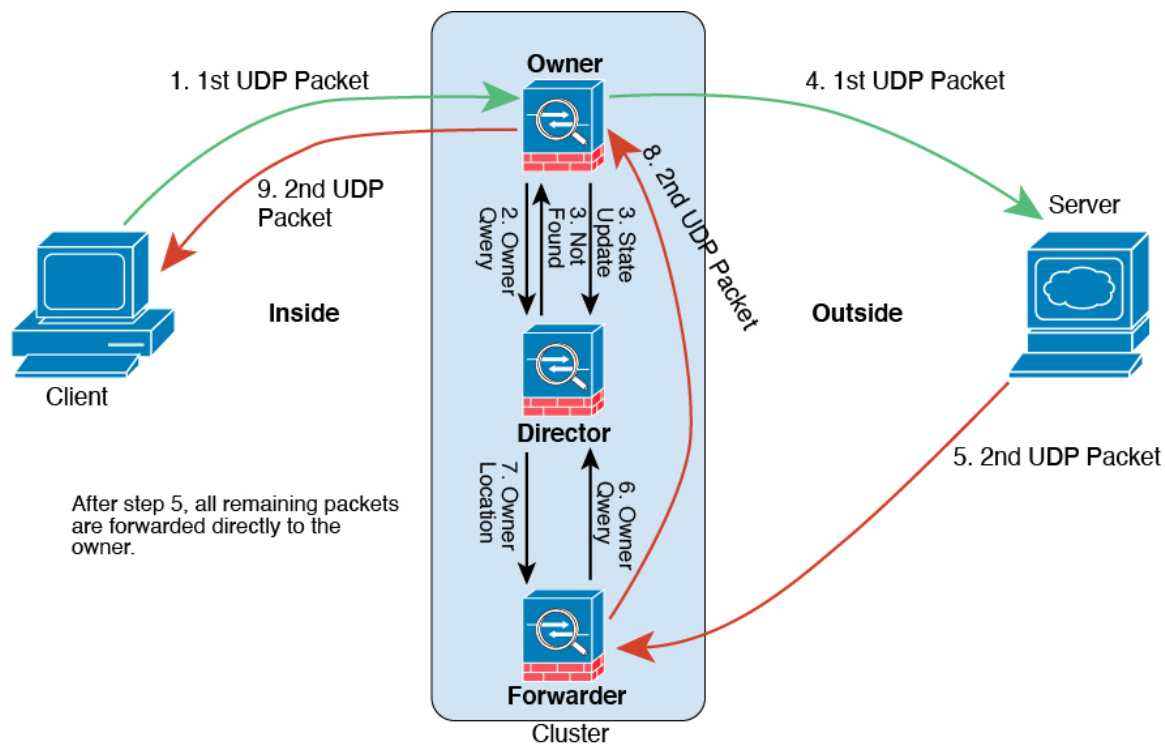 Owner
1. 1st UDP Packet
4. 1st UDP Packet
9. 2nd UDP
Packet
2. Owner
Qwery
3. Not
Found
3. State
Update
8. 2nd UDP Packet
Server
Inside
Outside
Client
Director
5. 2nd UDP Packet
7. Owner
Location
6. Owner
Qwery
After step 5, all remaining packets
are forwarded directly to the
owner.
Forwarder
Cluster